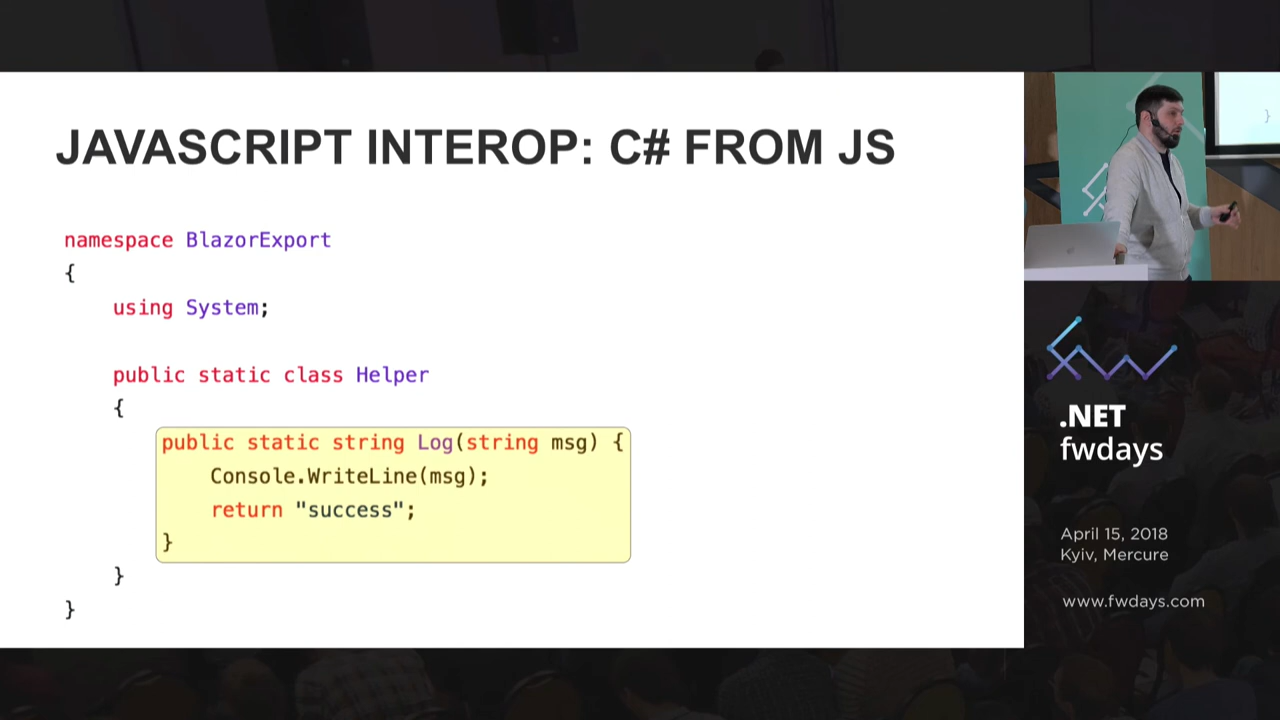 JAVASCRIPT INTEROP: C# FROM JS
namespace BlazorExport
{
using System;
public static class Helper
{
public static string Log(string msg) {
Console.WriteLine(msg);
return "success";
}
}
}
}
.NET
fwdays
April 15, 2018
Kyiv, Mercure
www.fwdays.com